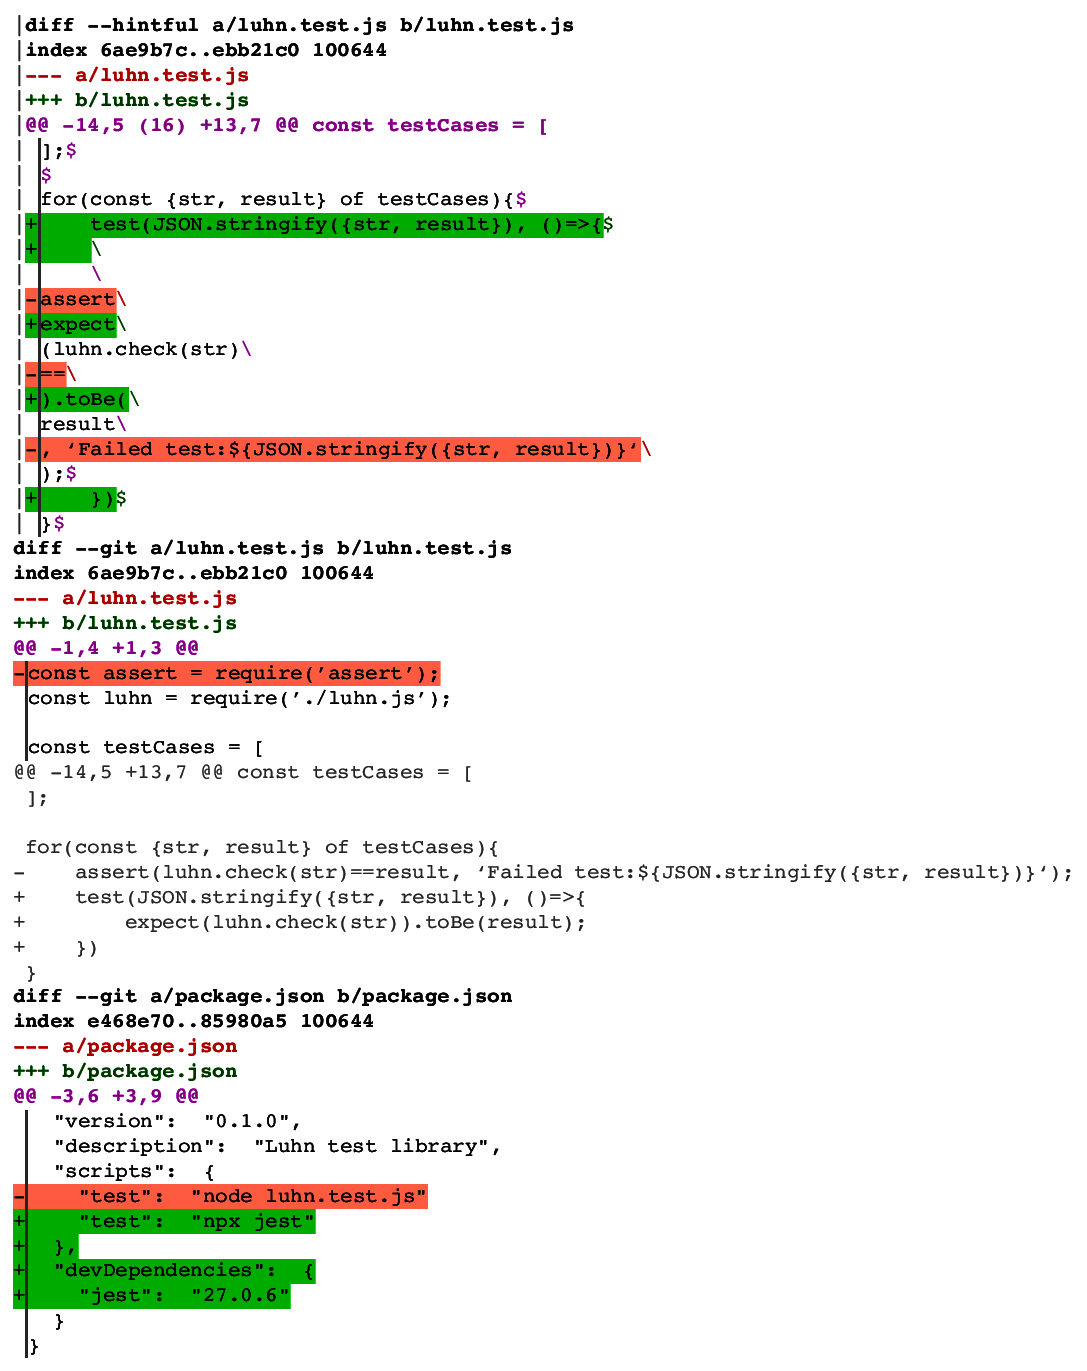 |diff --hintful a/luhn.test.js b/luhn.test.js
|index 6ae9b7c..ebb21c0 100644
|--- a/luhn.test.js
|+++ b/luhn.test.js
|@@ -14,5 (16) +13,7 @@ const testCases = [
| ];$
| $
| for(const {str, result} of testCases){$
|+    test(JSON.stringify({str, result}), ()=>{$
|+    \
|     \
|-assert\
|+expect\
| (luhn.check(str)\
|-==\
|+).toBe(\
| result\
|-, ‘Failed test:${JSON.stringify({str, result})}‘\
| );$
|+    })$
| }$
diff --git a/luhn.test.js b/luhn.test.js
index 6ae9b7c..ebb21c0 100644
--- a/luhn.test.js
+++ b/luhn.test.js
@@ -1,4 +1,3 @@
-const assert = require(’assert’);
 const luhn = require(’./luhn.js’);
 const testCases = [
@@ -14,5 +13,7 @@ const testCases = [
 ];
 for(const {str, result} of testCases){
-    assert(luhn.check(str)==result, ‘Failed test:${JSON.stringify({str, result})}‘);
+    test(JSON.stringify({str, result}), ()=>{
+        expect(luhn.check(str)).toBe(result);
+    })
 }
diff --git a/package.json b/package.json
index e468e70..85980a5 100644
--- a/package.json
+++ b/package.json
@@ -3,6 +3,9 @@
   "version":  "0.1.0",
   "description":  "Luhn test library",
   "scripts":  {
-    "test":  "node luhn.test.js"
+    "test":  "npx jest"
+  },
+  "devDependencies":  {
+    "jest":  "27.0.6"
   }
 }